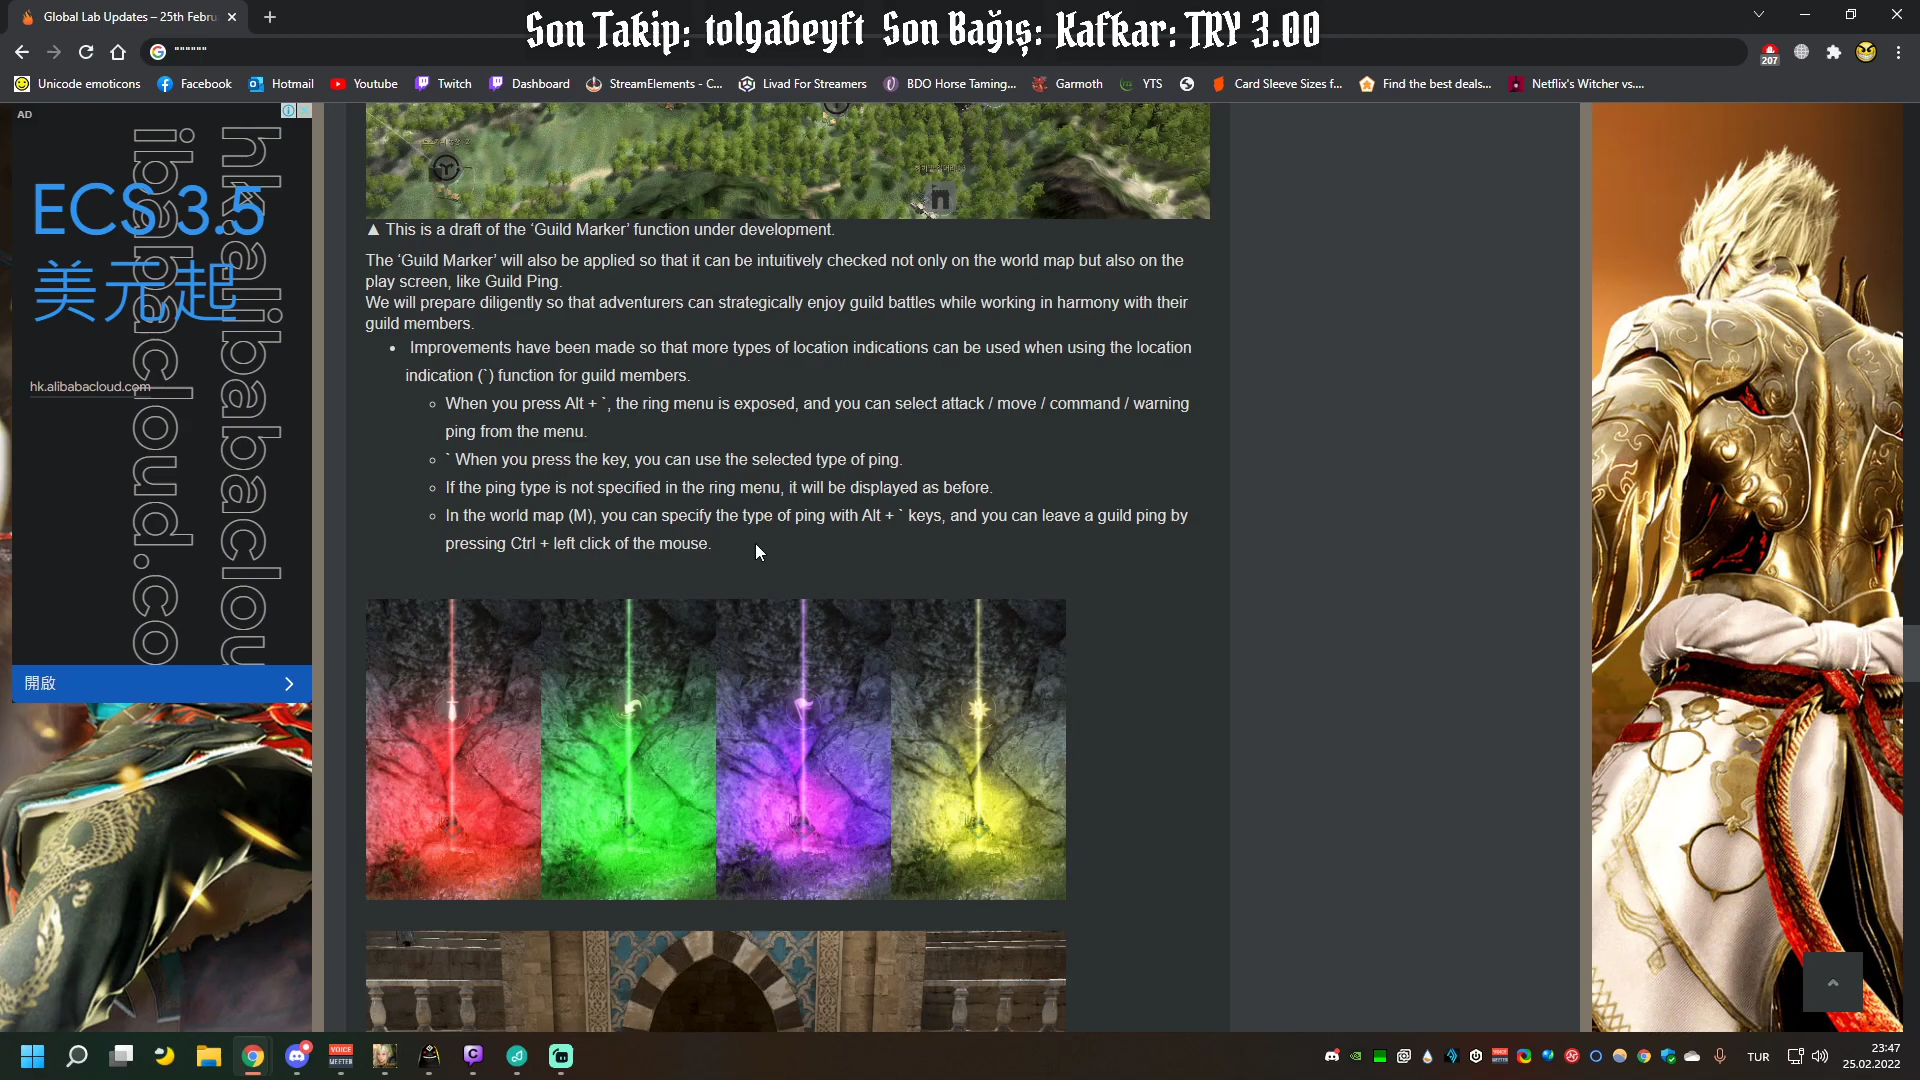 Global Lab Updates – 25th Febru
Son Takip: tolgabeyft Son Bağış: Kafkar: TRY 3.00
""""""
207
Unicode emoticons
Facebook
Hotmail
Youtube
Twitch
Dashboard
StreamElements - C...
Livad For Streamers
BDO Horse Taming...
Garmoth
YTS
Card Sleeve Sizes f...
Find the best deals...
Netflix's Witcher vs....
AD
ECS 3.5
美元起
hk.alibabacloud.com
開啟
▲ This is a draft of the ‘Guild Marker’ function under development.
The ‘Guild Marker’ will also be applied so that it can be intuitively checked not only on the world map but also on the
play screen, like Guild Ping.
We will prepare diligently so that adventurers can strategically enjoy guild battles while working in harmony with their
guild members.
Improvements have been made so that more types of location indications can be used when using the location
indication (`) function for guild members.
When you press Alt + `, the ring menu is exposed, and you can select attack / move / command / warning
ping from the menu.
` When you press the key, you can use the selected type of ping.
If the ping type is not specified in the ring menu, it will be displayed as before.
In the world map (M), you can specify the type of ping with Alt + ` keys, and you can leave a guild ping by
pressing Ctrl + left click of the mouse.
VOICE
MEETER
TUR
23:47
25.02.2022